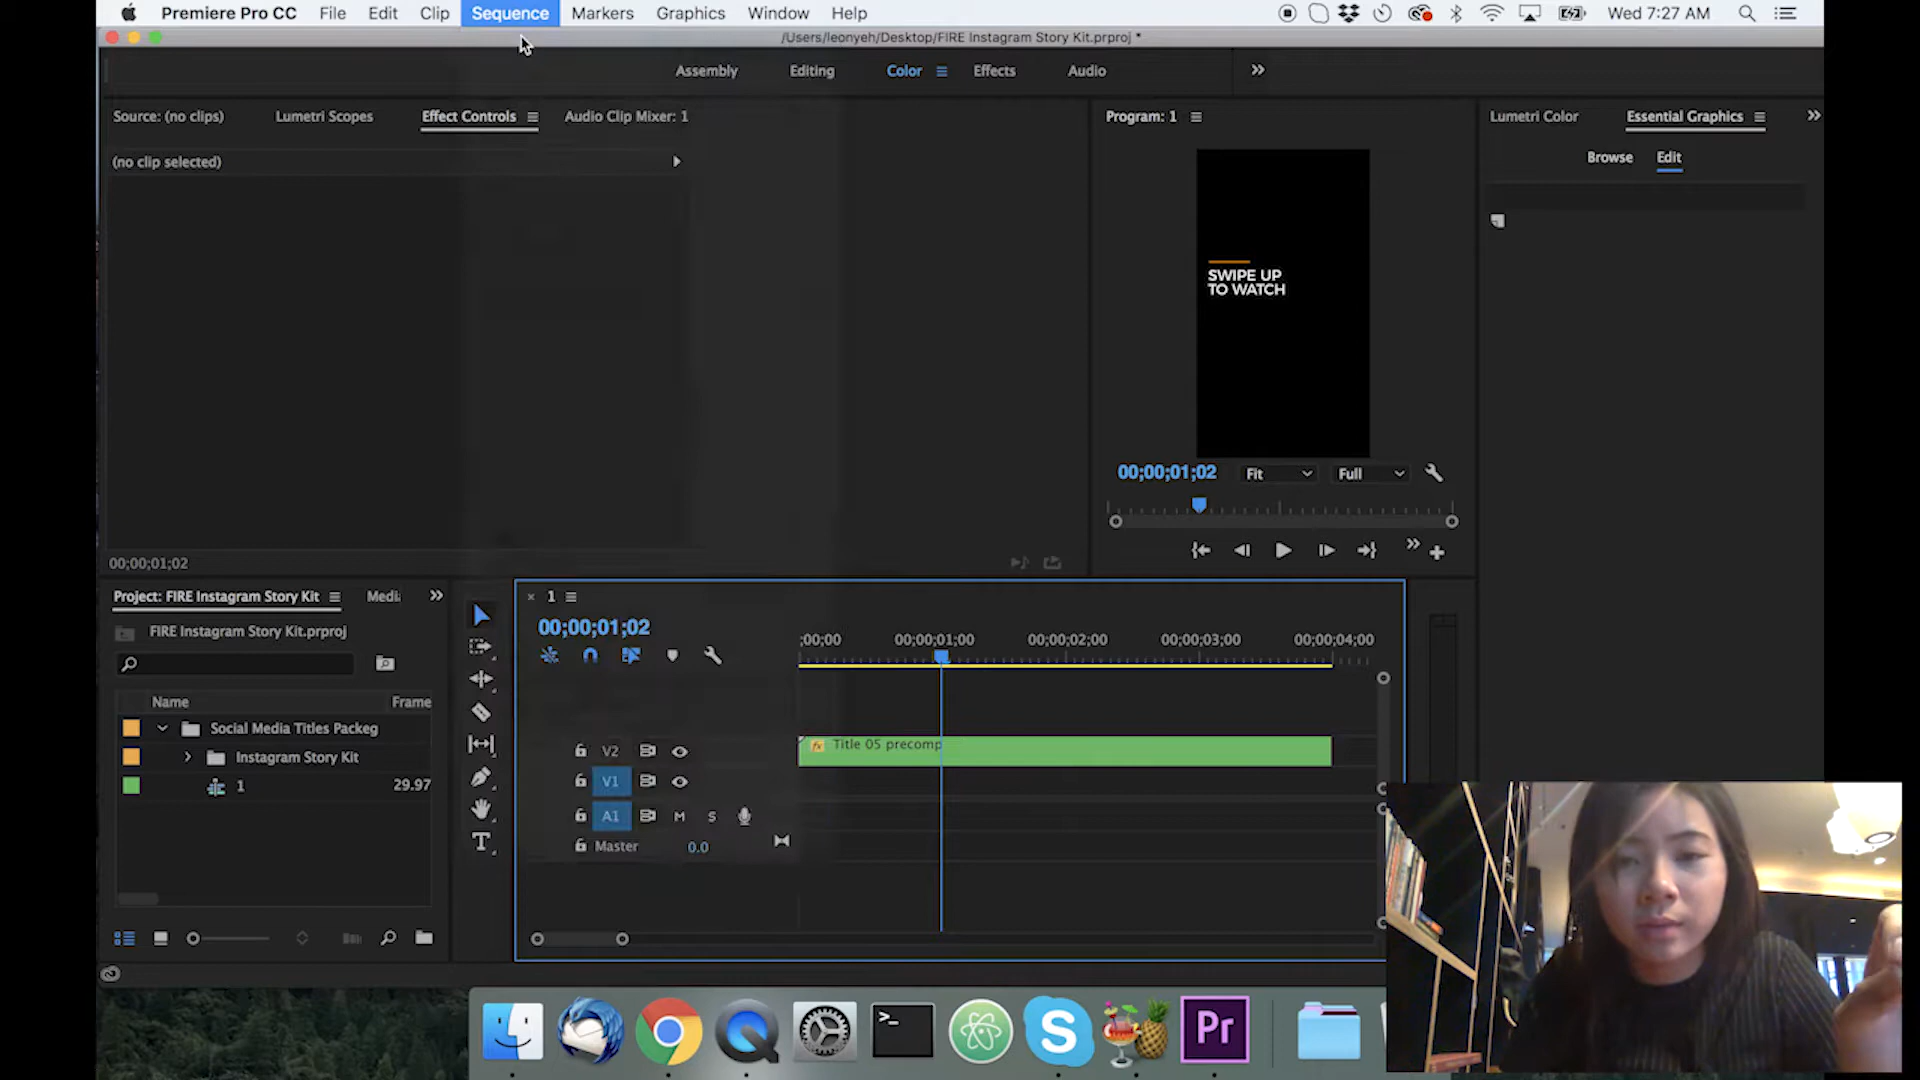 Premiere Pro CC File Edit Clip Sequence Markers Graphics Window Help Wed 7:27 AM
/Users/leonyeh/Desktop/FIRE Instagram Story Kit.prproj *
Assembly Editing Color Effects Audio
Source: (no clips) Lumetri Scopes Effect Controls Audio Clip Mixer: 1 Program: 1 Lumetri Color Essential Graphics
(no clip selected) Browse Edit
SWIPE UP
TO WATCH
00;00;01;02 Fit Full
00;00;01;02
Project: FIRE Instagram Story Kit Media 1
FIRE Instagram Story Kit.prproj 00;00;01;02
;00;00 00;00;01;00 00;00;02;00 00;00;03;00 00;00;04;00
Name Frame
Social Media Titles Packeg
Instagram Story Kit
1 29.97
V2 Title 05 precomp
V1
A1 M S
Master 0.0
T
fx
>_ S Pr